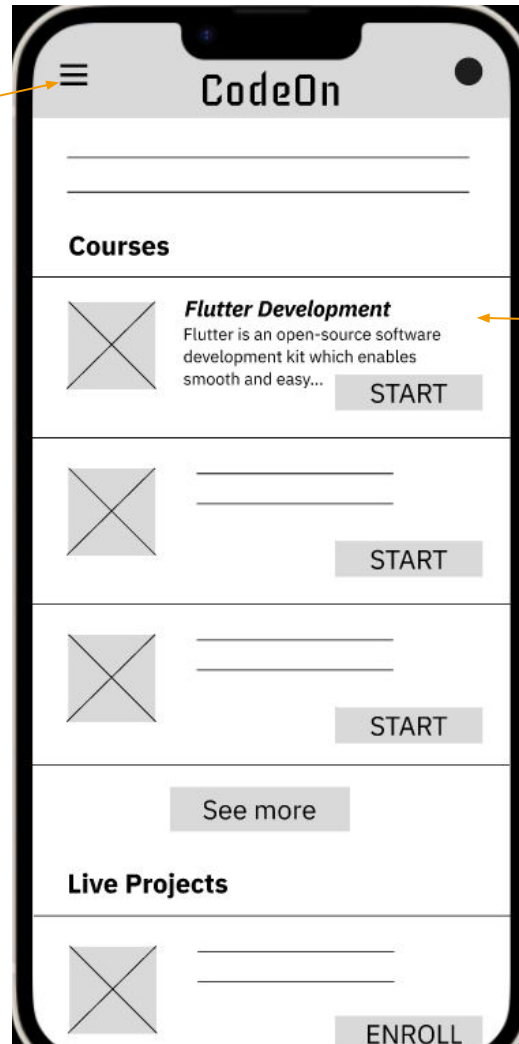 CodeOn
Courses
Flutter Development
Flutter is an open-source software
development kit which enables
smooth and easy...
START
START
START
See more
Live Projects
ENROLL